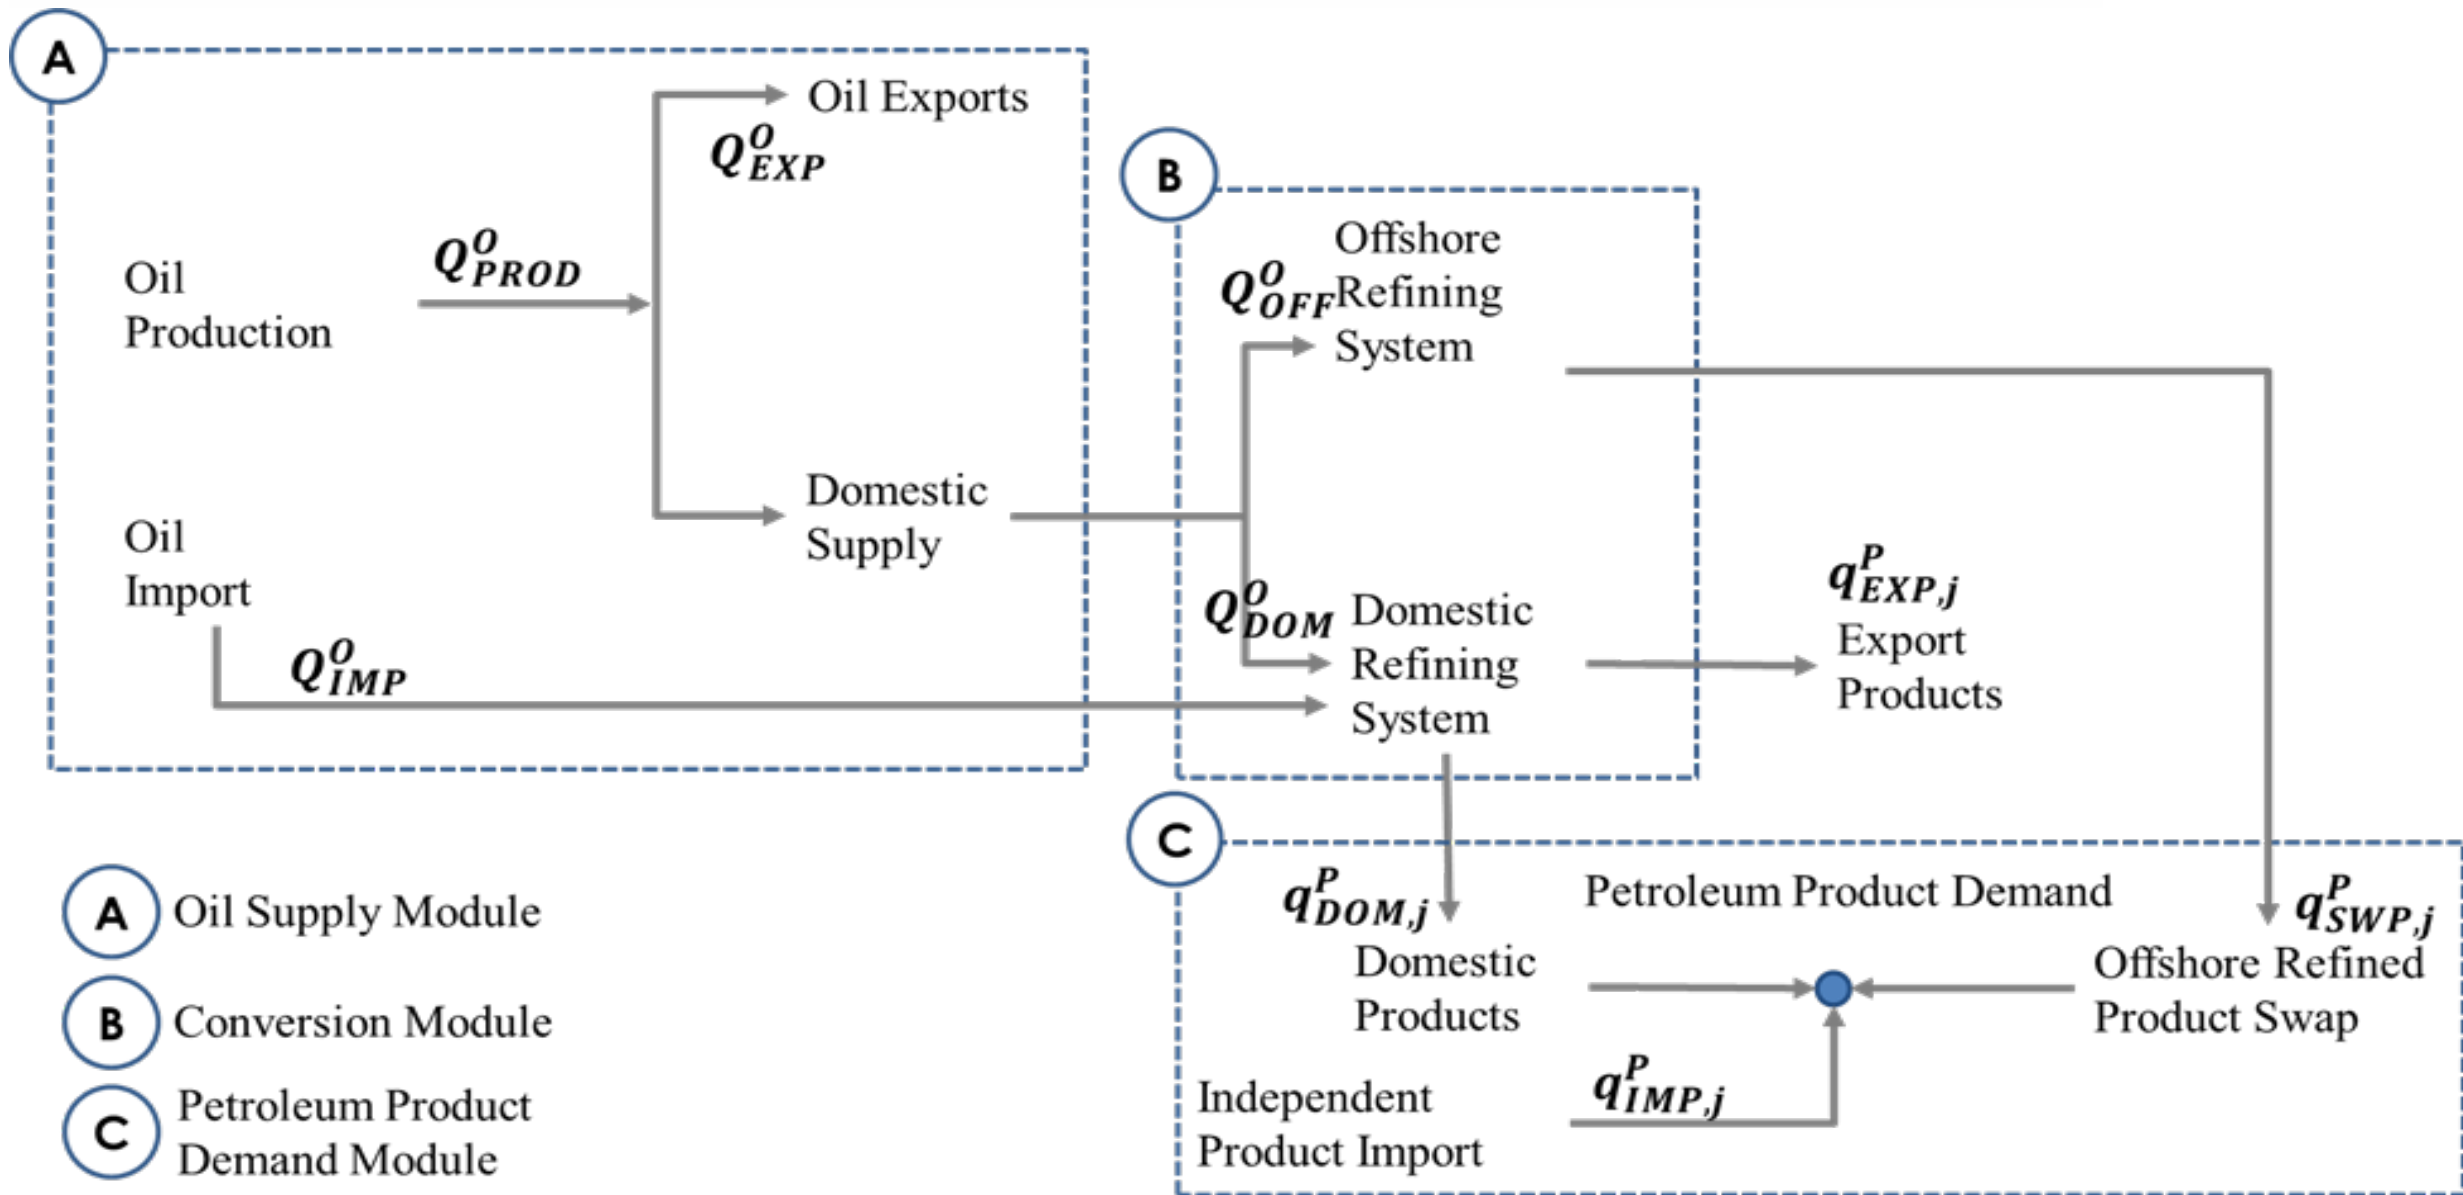 A
Oil Exports
Q^O_EXP
B
Offshore
Refining
System
Q^O_OFF
Q^O_PROD
Oil
Production
Domestic
Supply
Oil
Import
Q^O_IMP
Q^O_DOM
Domestic
Refining
System
q^P_EXP,j
Export
Products
C
q^P_DOM,j
Petroleum Product Demand
q^P_SWP,j
Domestic
Products
Offshore Refined
Product Swap
q^P_IMP,j
Independent
Product Import
A Oil Supply Module
B Conversion Module
C Petroleum Product
Demand Module